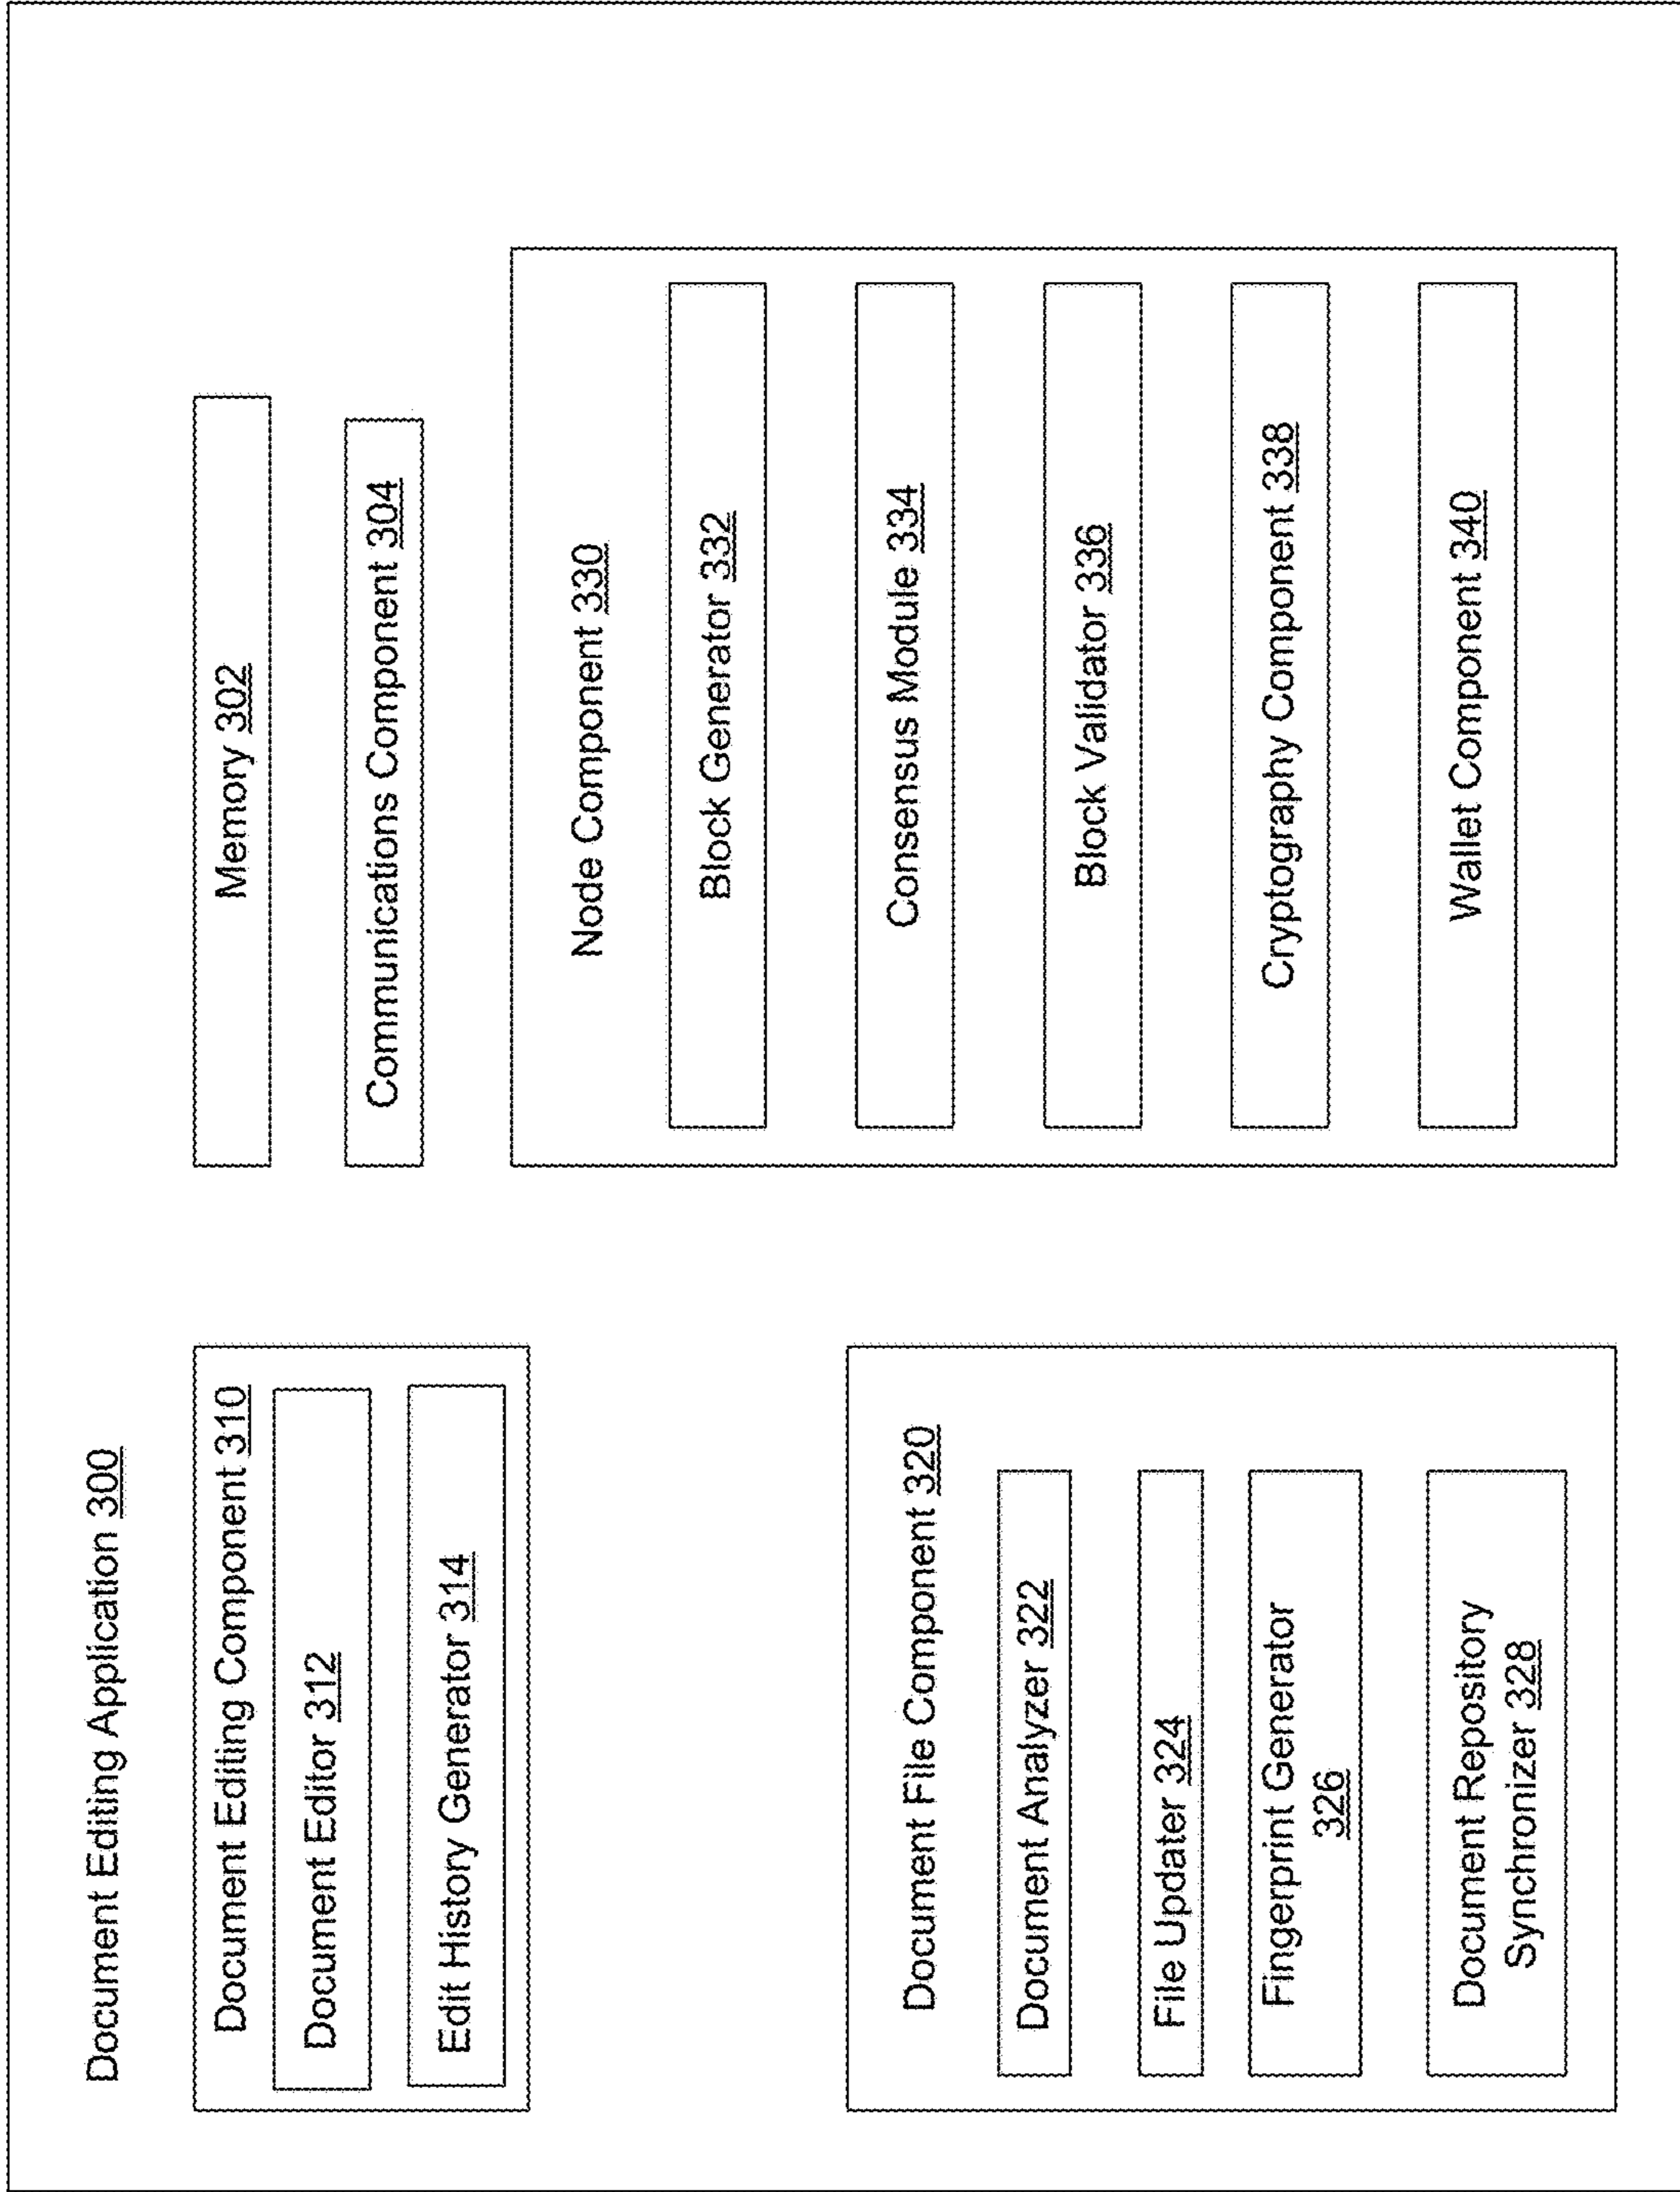 Document Editing Application 300
Document Editing Component 310
Document Editor 312
Edit History Generator 314
Document File Component 320
Document Analyzer 322
File Updater 324
Fingerprint Generator
326
Document Repository
Synchronizer 328
Memory 302
Communications Component 304
Node Component 330
Block Generator 332
Consensus Module 334
Block Validator 336
Cryptography Component 338
Wallet Component 340